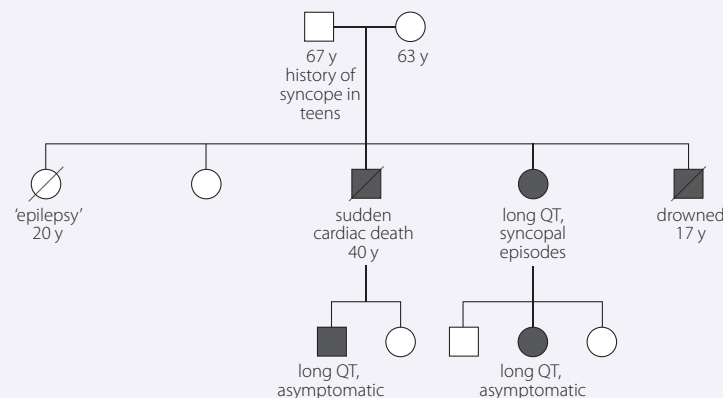 67 y
history of
syncope in
teens
63 y
‘epilepsy’
20 y
sudden
cardiac death
40 y
long QT,
syncopal
episodes
drowned
17 y
long QT,
asymptomatic
long QT,
asymptomatic